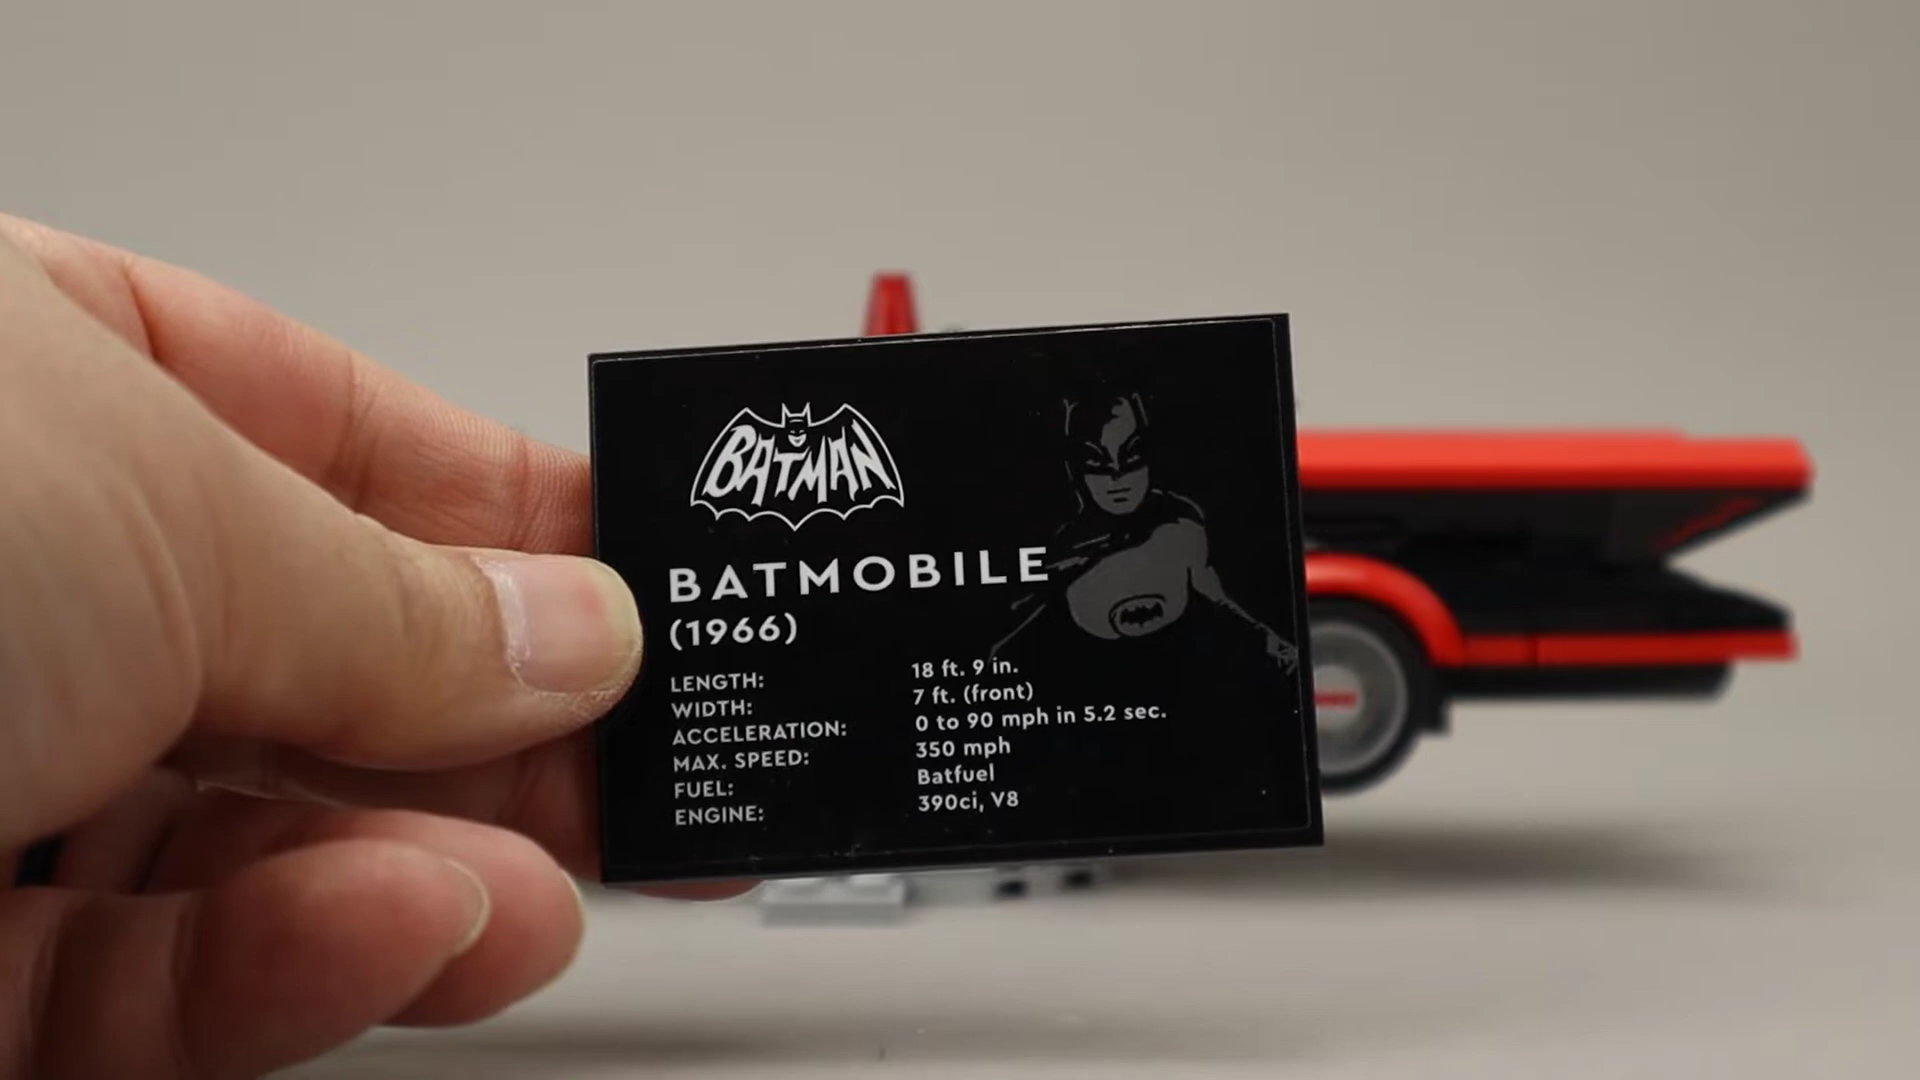 BATMAN
BATMOBILE
(1966)
LENGTH: 18 ft. 9 in.
WIDTH: 7 ft. (front)
ACCELERATION: 0 to 90 mph in 5.2 sec.
MAX. SPEED: 350 mph
FUEL: Batfuel
ENGINE: 390ci, V8